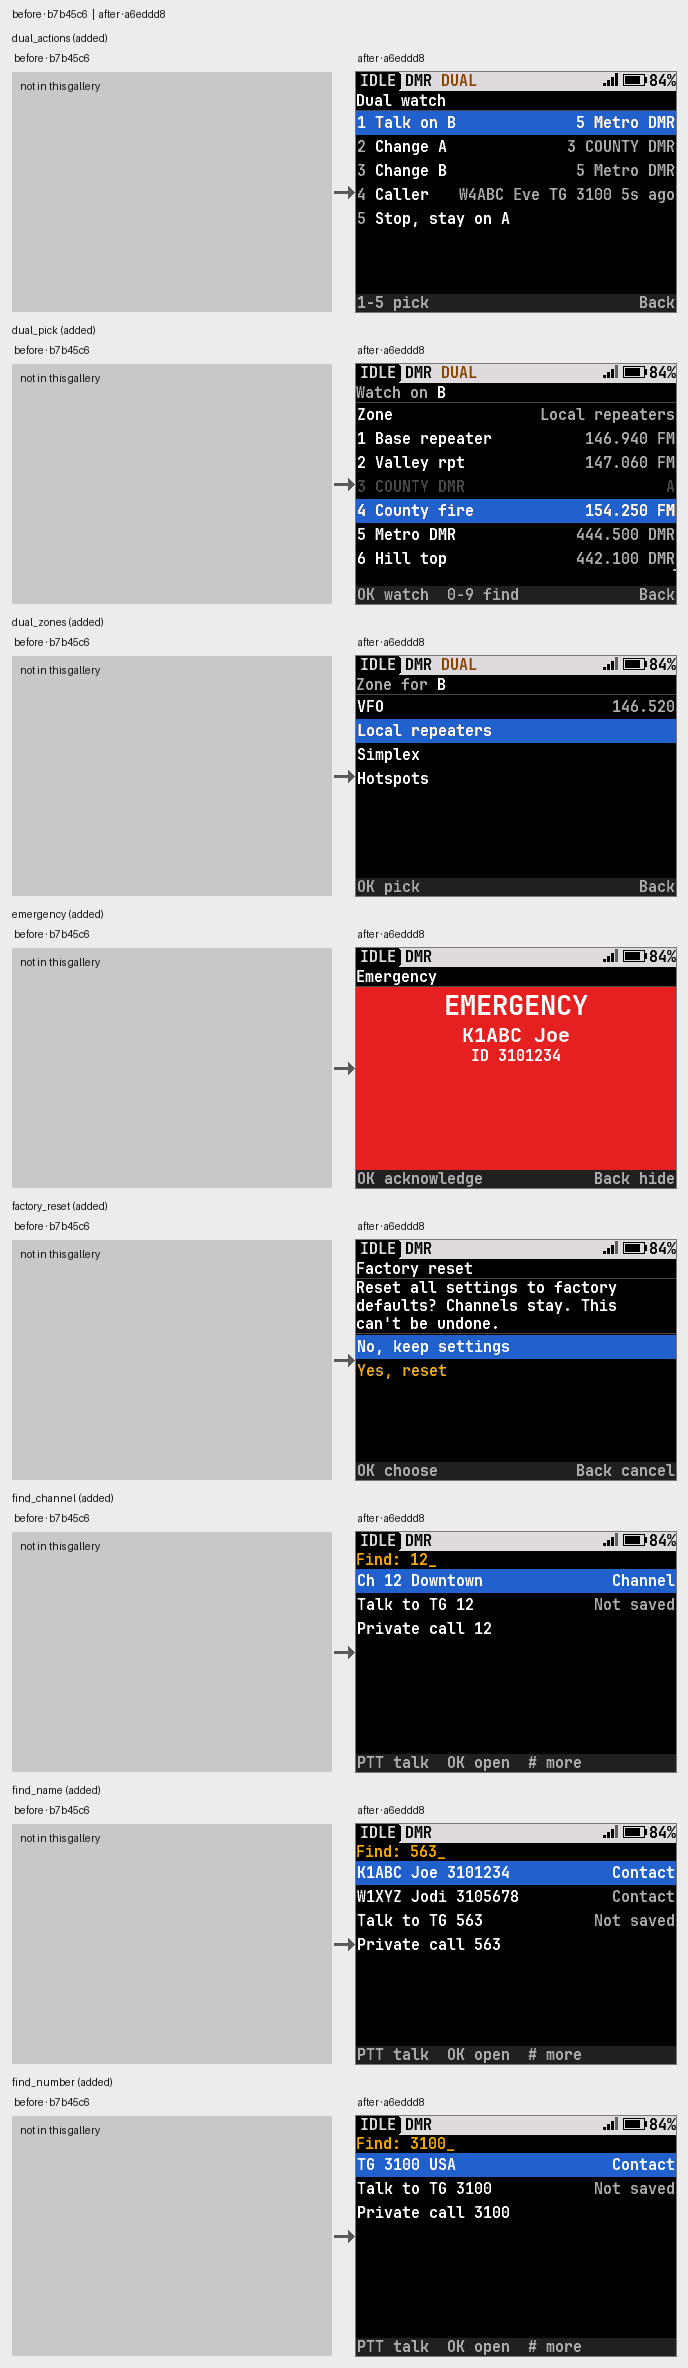 before · b7b45c6 | after · a6eddd8
dual_actions (added)
before · b7b45c6
after · a6eddd8
not in this gallery
IDLE DMR DUAL 84%
Dual watch
1 Talk on B 5 Metro DMR
2 Change A 3 COUNTY DMR
3 Change B 5 Metro DMR
4 Caller W4ABC Eve TG 3100 5s ago
5 Stop, stay on A
1-5 pick Back
dual_pick (added)
before · b7b45c6
after · a6eddd8
not in this gallery
IDLE DMR DUAL 84%
Watch on B
Zone Local repeaters
1 Base repeater 146.940 FM
2 Valley rpt 147.060 FM
3 COUNTY DMR A
4 County fire 154.250 FM
5 Metro DMR 444.500 DMR
6 Hill top 442.100 DMR
OK watch 0-9 find Back
dual_zones (added)
before · b7b45c6
after · a6eddd8
not in this gallery
IDLE DMR DUAL 84%
Zone for B
VFO 146.520
Local repeaters
Simplex
Hotspots
OK pick Back
emergency (added)
before · b7b45c6
after · a6eddd8
not in this gallery
IDLE DMR 84%
Emergency
EMERGENCY
K1ABC Joe
ID 3101234
OK acknowledge Back hide
factory_reset (added)
before · b7b45c6
after · a6eddd8
not in this gallery
IDLE DMR 84%
Factory reset
Reset all settings to factory
defaults? Channels stay. This
can't be undone.
No, keep settings
Yes, reset
OK choose Back cancel
find_channel (added)
before · b7b45c6
after · a6eddd8
not in this gallery
IDLE DMR 84%
Find: 12_
Ch 12 Downtown Channel
Talk to TG 12 Not saved
Private call 12
PTT talk OK open # more
find_name (added)
before · b7b45c6
after · a6eddd8
not in this gallery
IDLE DMR 84%
Find: 563_
K1ABC Joe 3101234 Contact
W1XYZ Jodi 3105678 Contact
Talk to TG 563 Not saved
Private call 563
PTT talk OK open # more
find_number (added)
before · b7b45c6
after · a6eddd8
not in this gallery
IDLE DMR 84%
Find: 3100_
TG 3100 USA Contact
Talk to TG 3100 Not saved
Private call 3100
PTT talk OK open # more